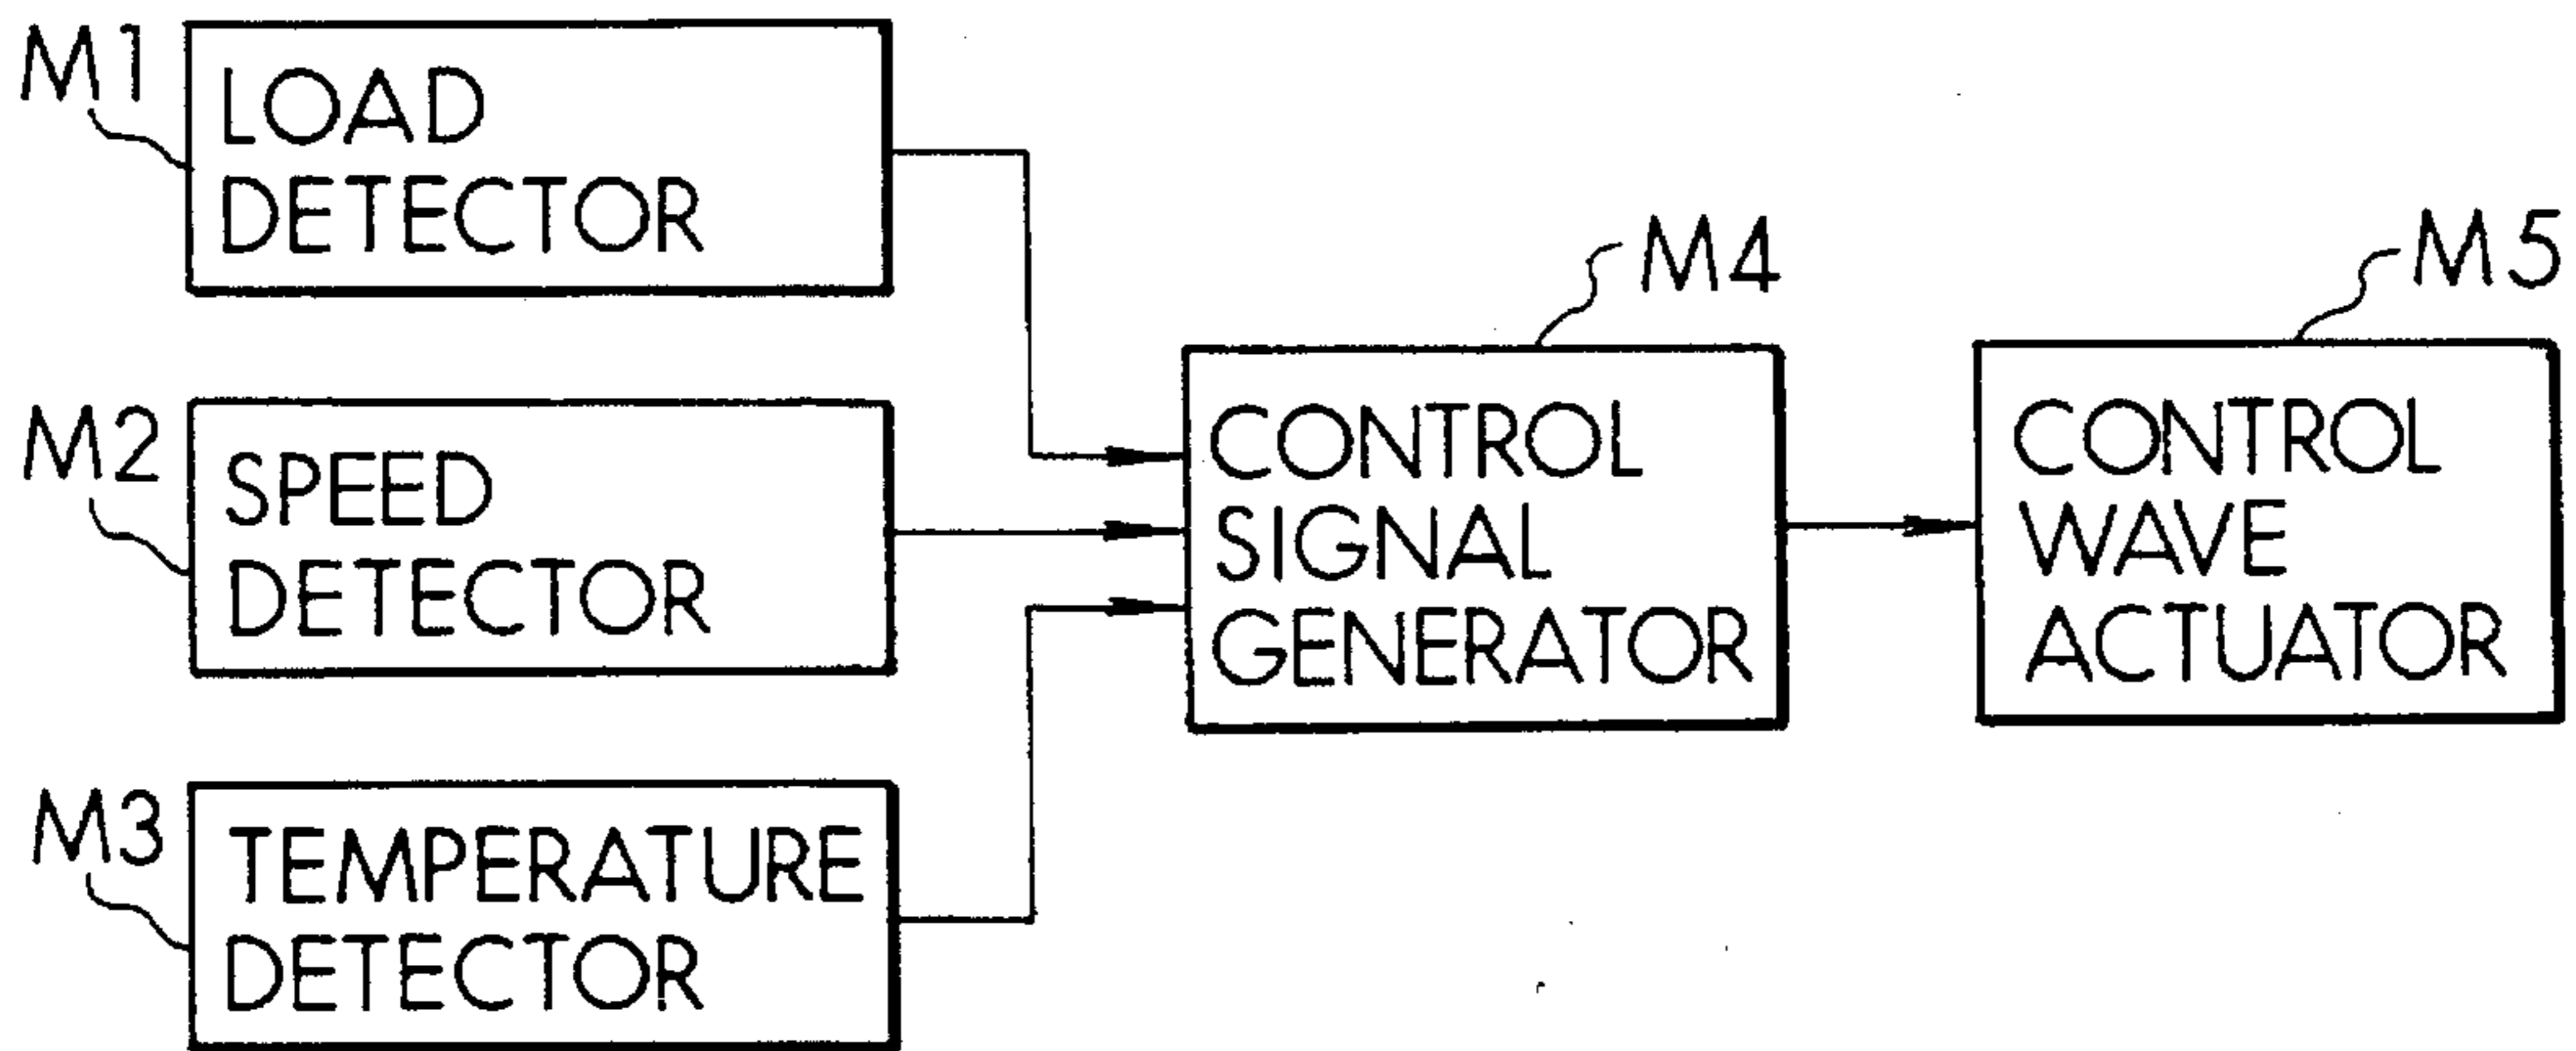 M1
LOAD
DETECTOR
M2
SPEED
DETECTOR
M3
TEMPERATURE
DETECTOR
M4
CONTROL
SIGNAL
GENERATOR
M5
CONTROL
WAVE
ACTUATOR